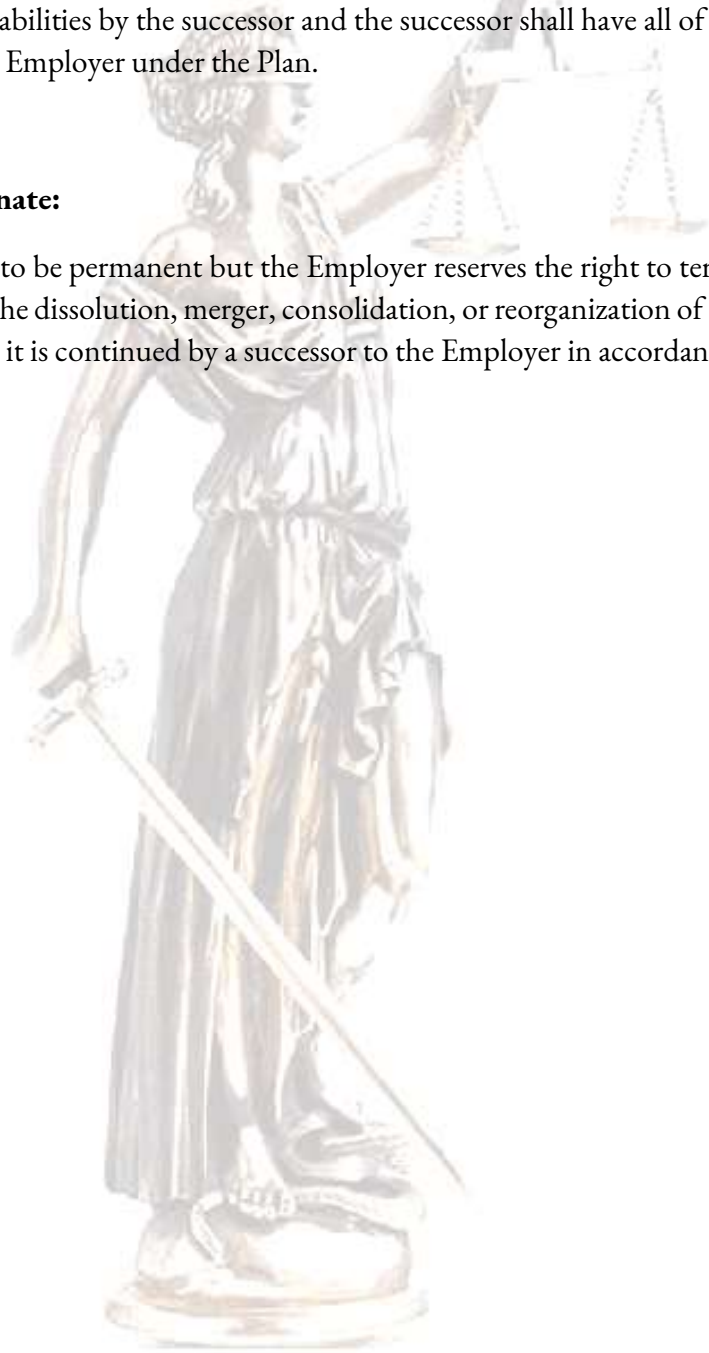 abilities by the successor and the successor shall have all of
Employer under the Plan.
nate:
to be permanent but the Employer reserves the right to ter
he dissolution, merger, consolidation, or reorganization of
it is continued by a successor to the Employer in accordan